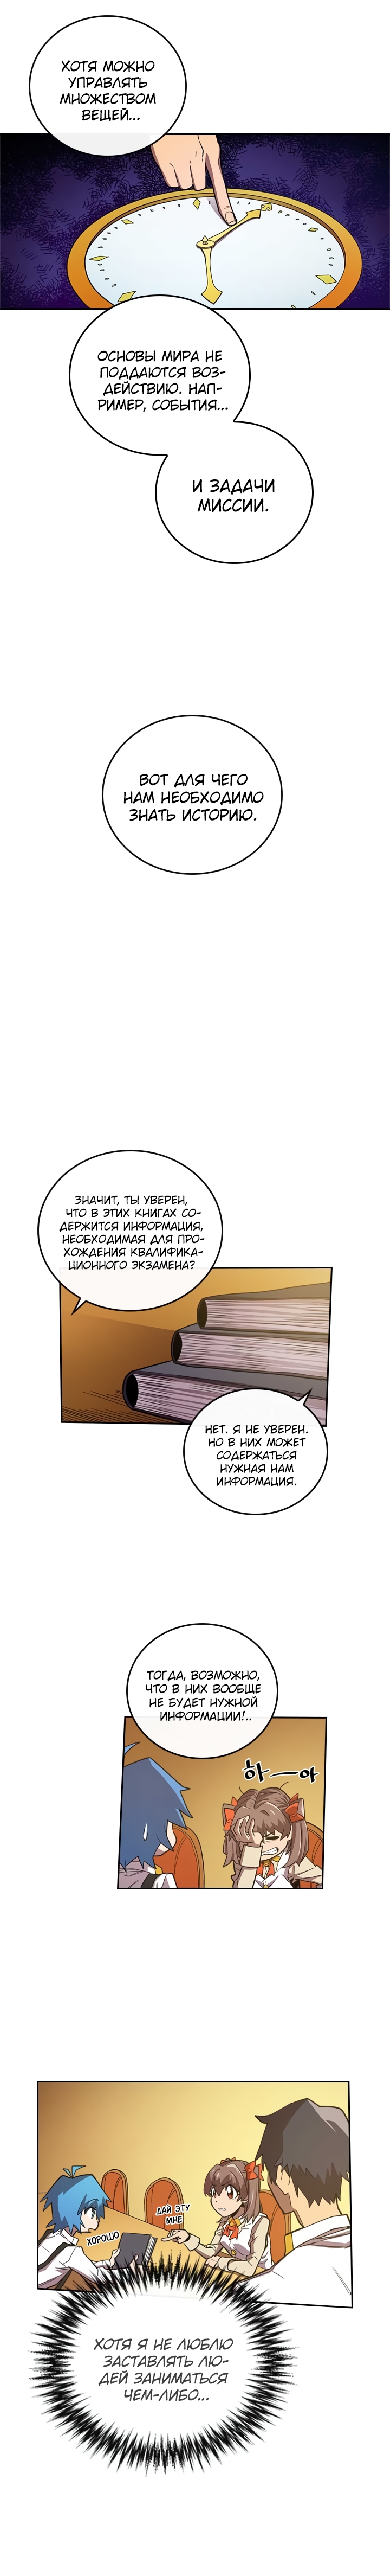 ХОТЯ МОЖНО
УПРАВЛЯТЬ
МНОЖЕСТВОМ
ВЕЩЕЙ...
ОСНОВЫ МИРА НЕ
ПОДДАЮТСЯ ВОЗ-
ДЕЙСТВИЮ. НАП-
РИМЕР, СОБЫТИЯ...
И ЗАДАЧИ
МИССИИ.
ВОТ ДЛЯ ЧЕГО
НАМ НЕОБХОДИМО
ЗНАТЬ ИСТОРИЮ.
ЗНАЧИТ, ТЫ УВЕРЕН,
ЧТО В ЭТИХ КНИГАХ СО-
ДЕРЖИТСЯ ИНФОРМАЦИЯ,
НЕОБХОДИМАЯ ДЛЯ ПРО-
ХОЖДЕНИЯ КВАЛИФИКА-
ЦИОННОГО ЭКЗАМЕНА?
НЕТ. Я НЕ УВЕРЕН.
НО В НИХ МОЖЕТ
СОДЕРЖАТЬСЯ
НУЖНАЯ НАМ
ИНФОРМАЦИЯ.
ТОГДА, ВОЗМОЖНО,
ЧТО В НИХ ВООБЩЕ
НЕ БУДЕТ НУЖНОЙ
ИНФОРМАЦИИ!..
하—아
ДАЙ ЭТУ
МНЕ
ХОРОШО
ХОТЯ Я НЕ ЛЮБЛЮ
ЗАСТАВЛЯТЬ ЛЮ-
ДЕЙ ЗАНИМАТЬСЯ
ЧЕМ-ЛИБО...